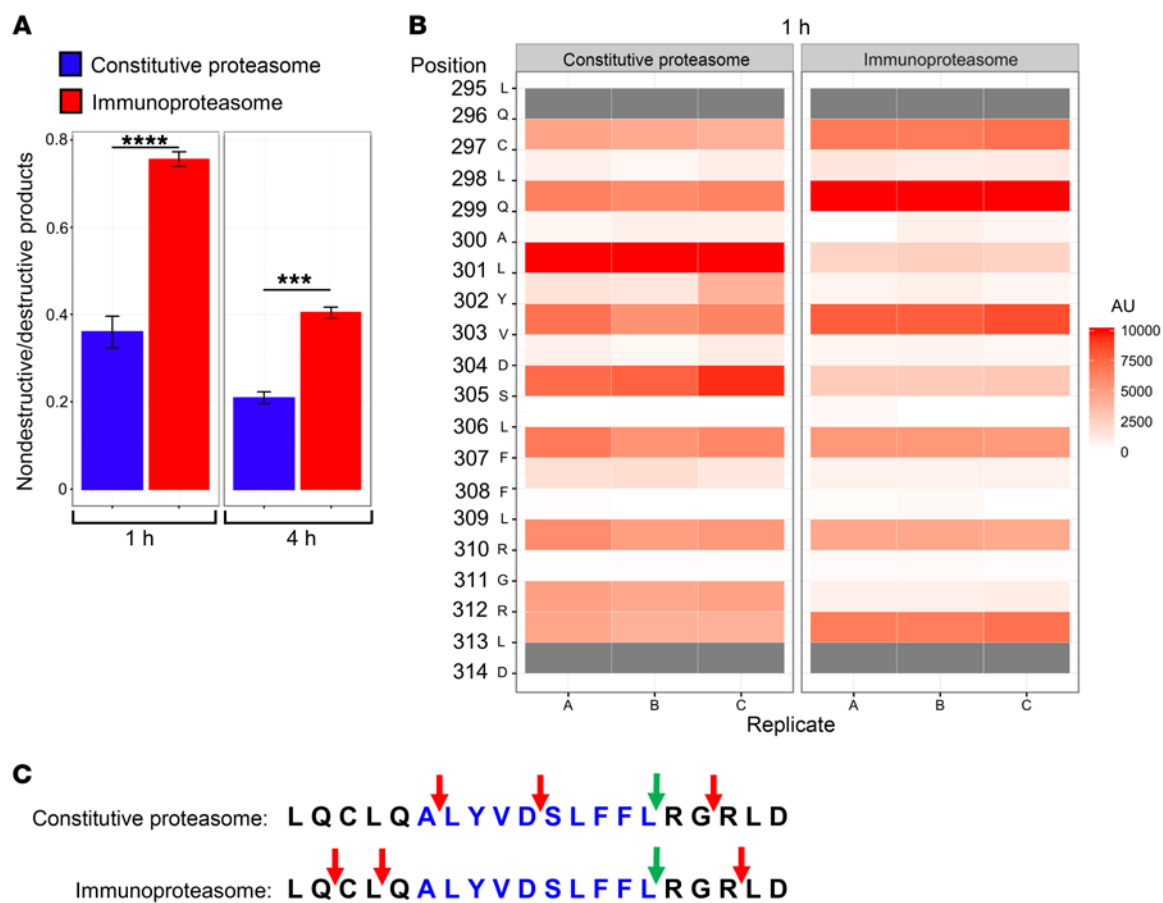 A
Constitutive proteasome
Immunoproteasome
Nondestructive/destructive products
0.8
0.6
0.4
0.2
0
****
***
1 h
4 h
B
1 h
Position
Constitutive proteasome
Immunoproteasome
295 L
296 Q
297 C
298 L
299 Q
300 A
301 L
302 Y
303 V
304 D
305 S
306 L
307 F
308 F
309 L
310 R
311 G
312 R
313 L
314 D
A B C A B C
Replicate
AU
10000
7500
5000
2500
0
C
Constitutive proteasome: L Q C L Q A L Y V D S L F F L R G R L D
Immunoproteasome: L Q C L Q A L Y V D S L F F L R G R L D